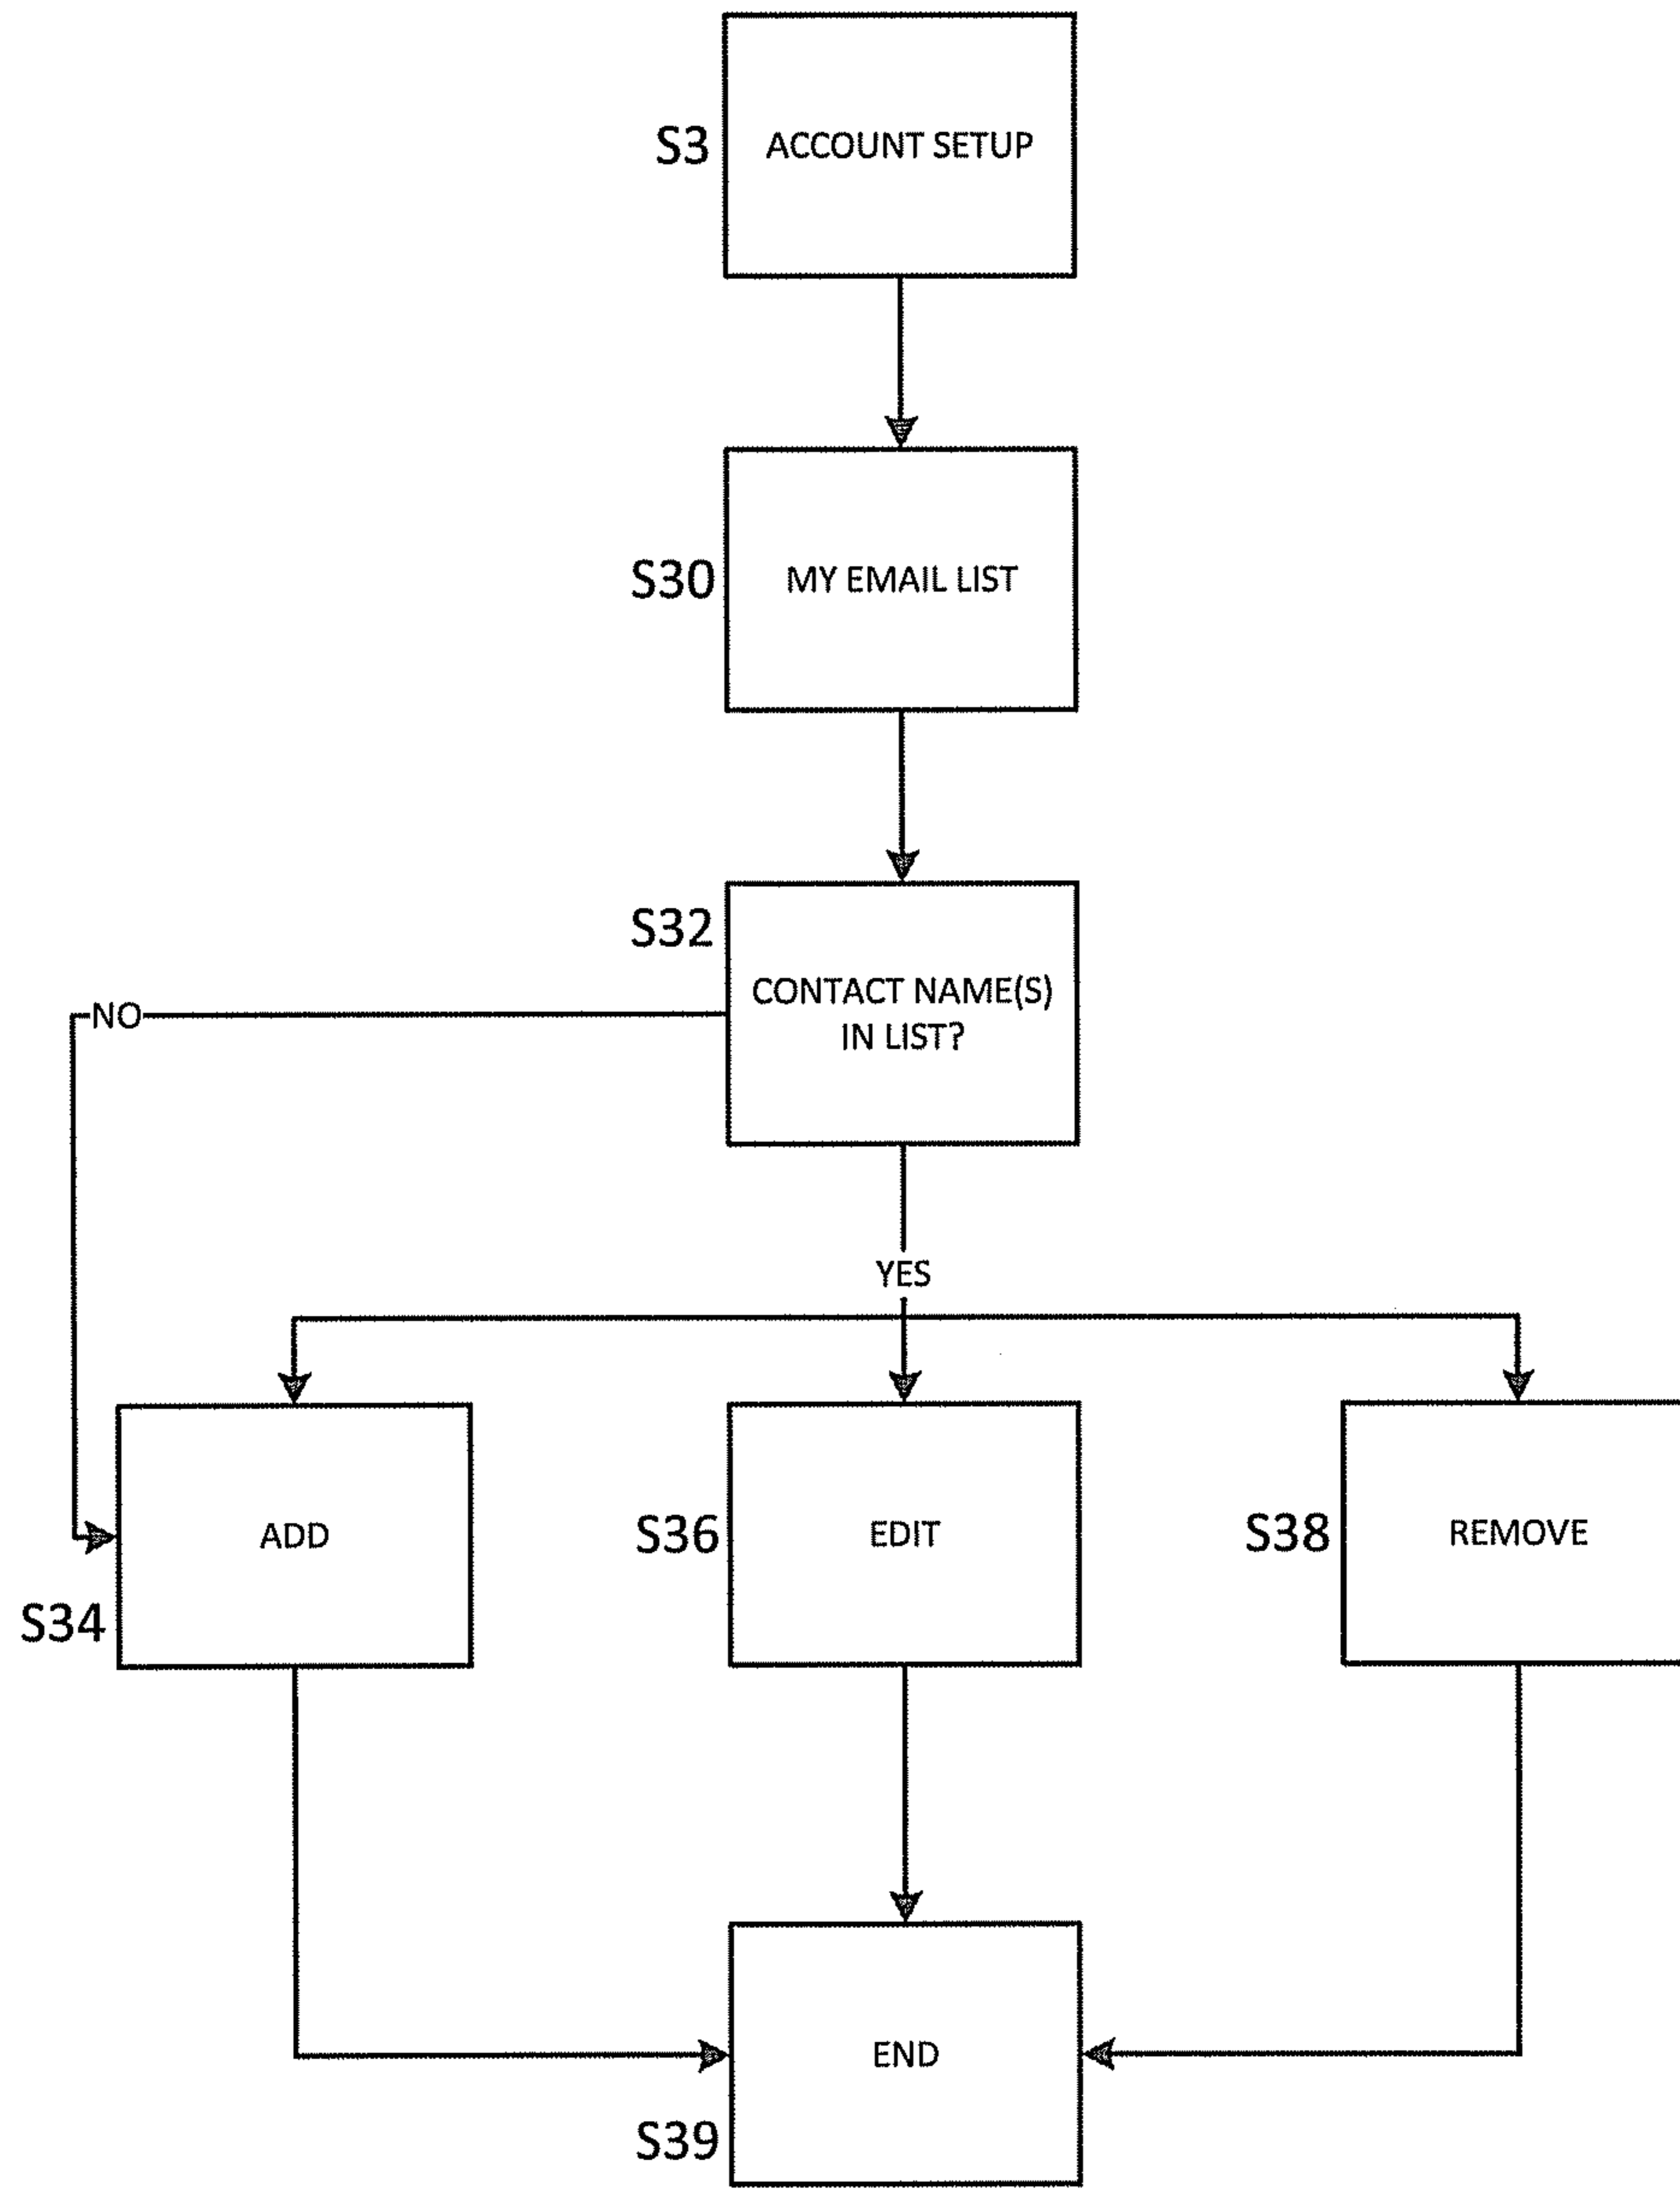 S3
ACCOUNT SETUP
S30
MY EMAIL LIST
S32
CONTACT NAME(S)
IN LIST?
NO
YES
ADD
S34
S36
EDIT
S38
REMOVE
END
S39